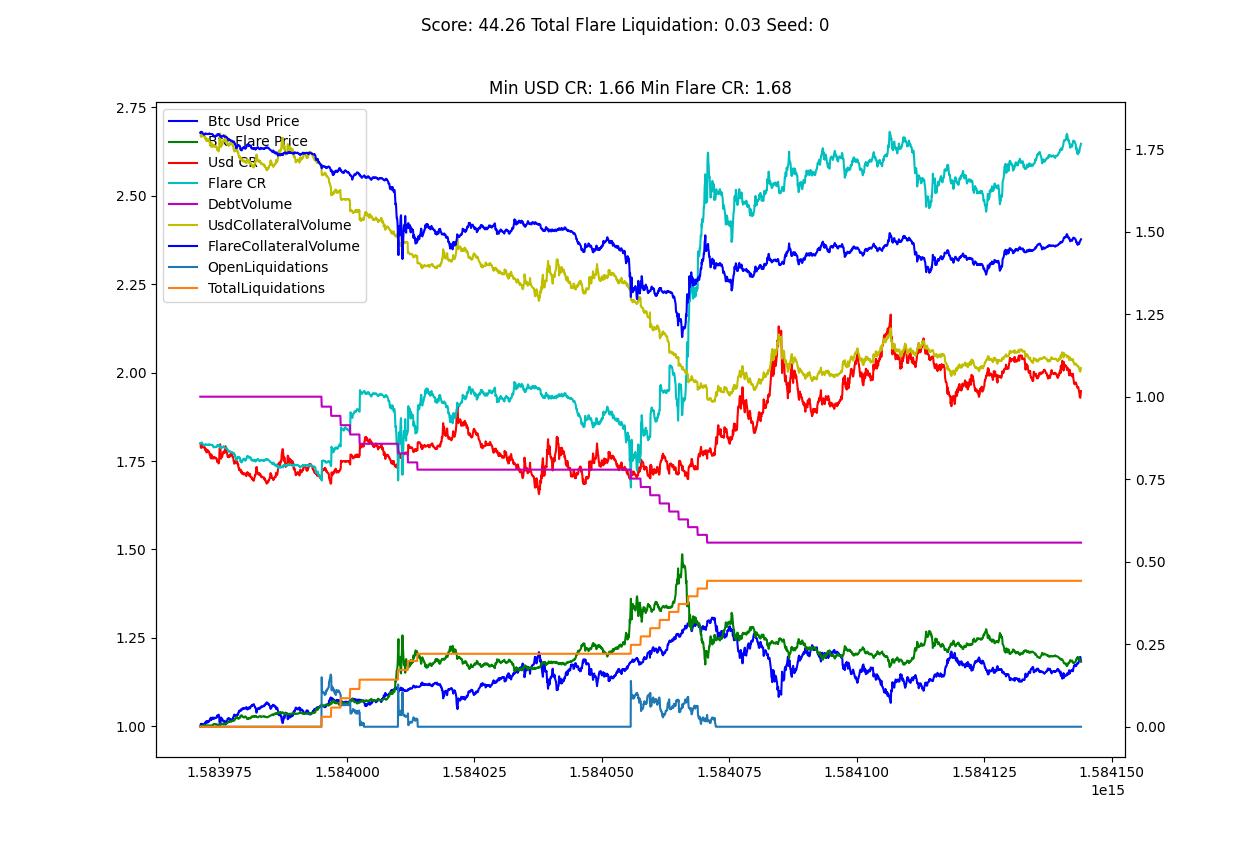 Score: 44.26 Total Flare Liquidation: 0.03 Seed: 0
Min USD CR: 1.66 Min Flare CR: 1.68
Btc Usd Price
Btc Flare Price
Usd CR
Flare CR
DebtVolume
UsdCollateralVolume
FlareCollateralVolume
OpenLiquidations
TotalLiquidations
2.75
2.50
2.25
2.00
1.75
1.50
1.25
1.00
1.75
1.50
1.25
1.00
0.75
0.50
0.25
0.00
1.583975
1.584000
1.584025
1.584050
1.584075
1.584100
1.584125
1.584150
1e15